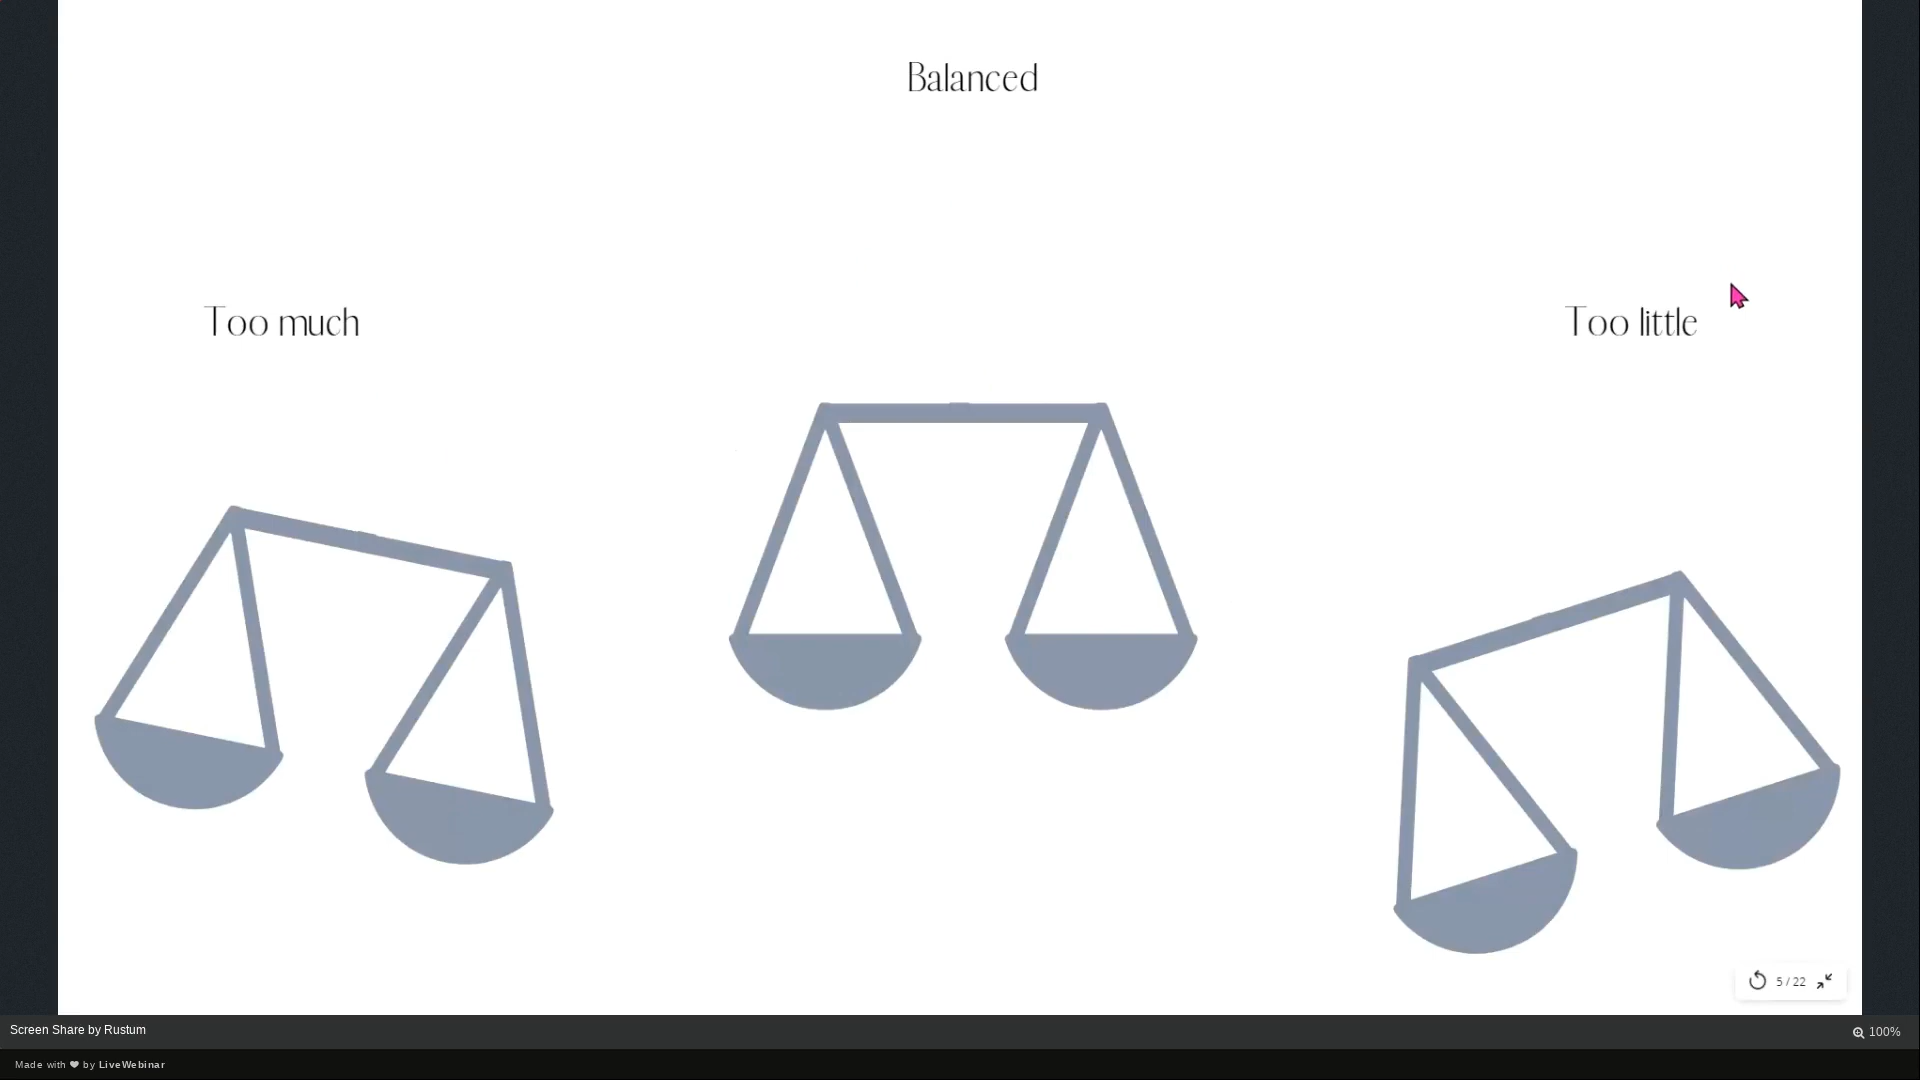 Balanced
Too much
Too little
5 / 22
Screen Share by Rustum
100%
Made with ❤ by LiveWebinar